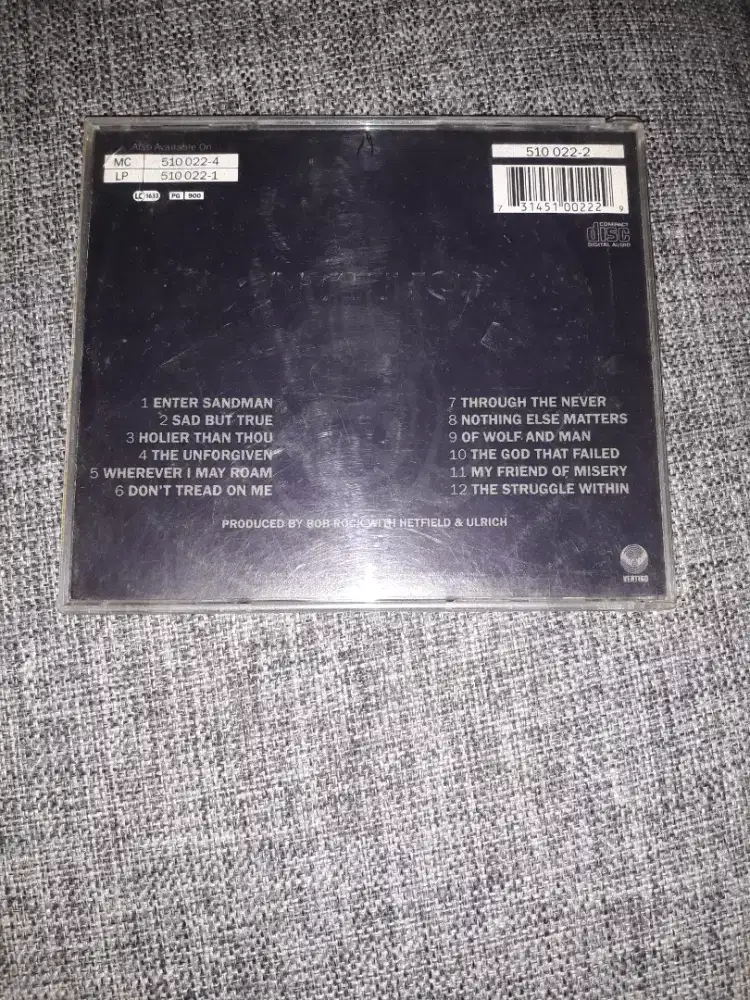 Also Available On
MC 510 022-4
LP 510 022-1
LC 1633 PG 900
510 022-2
7 31451 00222 9
COMPACT
disc
DIGITAL AUDIO
1 ENTER SANDMAN
2 SAD BUT TRUE
3 HOLIER THAN THOU
4 THE UNFORGIVEN
5 WHEREVER I MAY ROAM
6 DON'T TREAD ON ME
7 THROUGH THE NEVER
8 NOTHING ELSE MATTERS
9 OF WOLF AND MAN
10 THE GOD THAT FAILED
11 MY FRIEND OF MISERY
12 THE STRUGGLE WITHIN
PRODUCED BY BOB ROCK WITH HETFIELD & ULRICH
VERTIGO